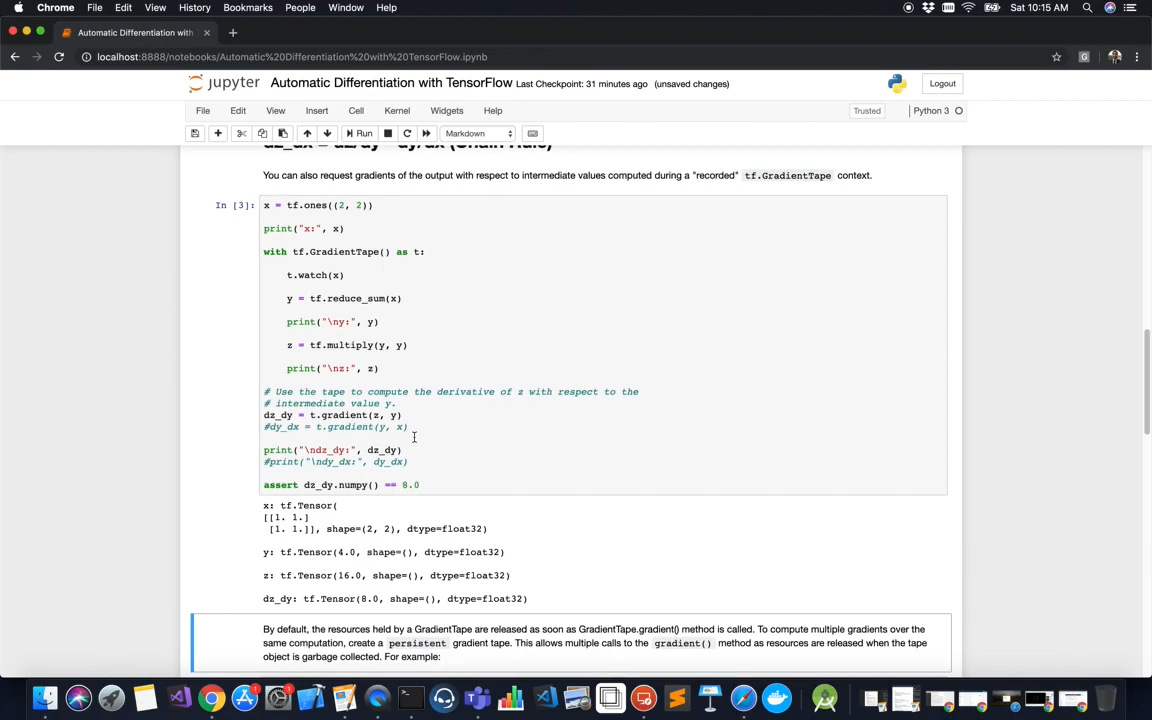 Chrome File Edit View History Bookmarks People Window Help Sat 10:15 AM
Automatic Differentiation with
localhost:8888/notebooks/Automatic%20Differentiation%20with%20TensorFlow.ipynb
jupyter Automatic Differentiation with TensorFlow Last Checkpoint: 31 minutes ago (unsaved changes) Logout
File Edit View Insert Cell Kernel Widgets Help Trusted Python 3
Run Markdown
dz_dx = dz/dy * dy/dx (Chain Rule)
You can also request gradients of the output with respect to intermediate values computed during a "recorded" tf.GradientTape context.
In [3]: x = tf.ones((2, 2))
print("x:", x)
with tf.GradientTape() as t:
t.watch(x)
y = tf.reduce_sum(x)
print("\ny:", y)
z = tf.multiply(y, y)
print("\nz:", z)
# Use the tape to compute the derivative of z with respect to the
# intermediate value y.
dz_dy = t.gradient(z, y)
#dy_dx = t.gradient(y, x)
print("\ndz_dy:", dz_dy)
#print("\ndy_dx:", dy_dx)
assert dz_dy.numpy() == 8.0
x: tf.Tensor(
[[1. 1.]
[1. 1.]], shape=(2, 2), dtype=float32)
y: tf.Tensor(4.0, shape=(), dtype=float32)
z: tf.Tensor(16.0, shape=(), dtype=float32)
dz_dy: tf.Tensor(8.0, shape=(), dtype=float32)
By default, the resources held by a GradientTape are released as soon as GradientTape.gradient() method is called. To compute multiple gradients over the
same computation, create a persistent gradient tape. This allows multiple calls to the gradient() method as resources are released when the tape
object is garbage collected. For example: